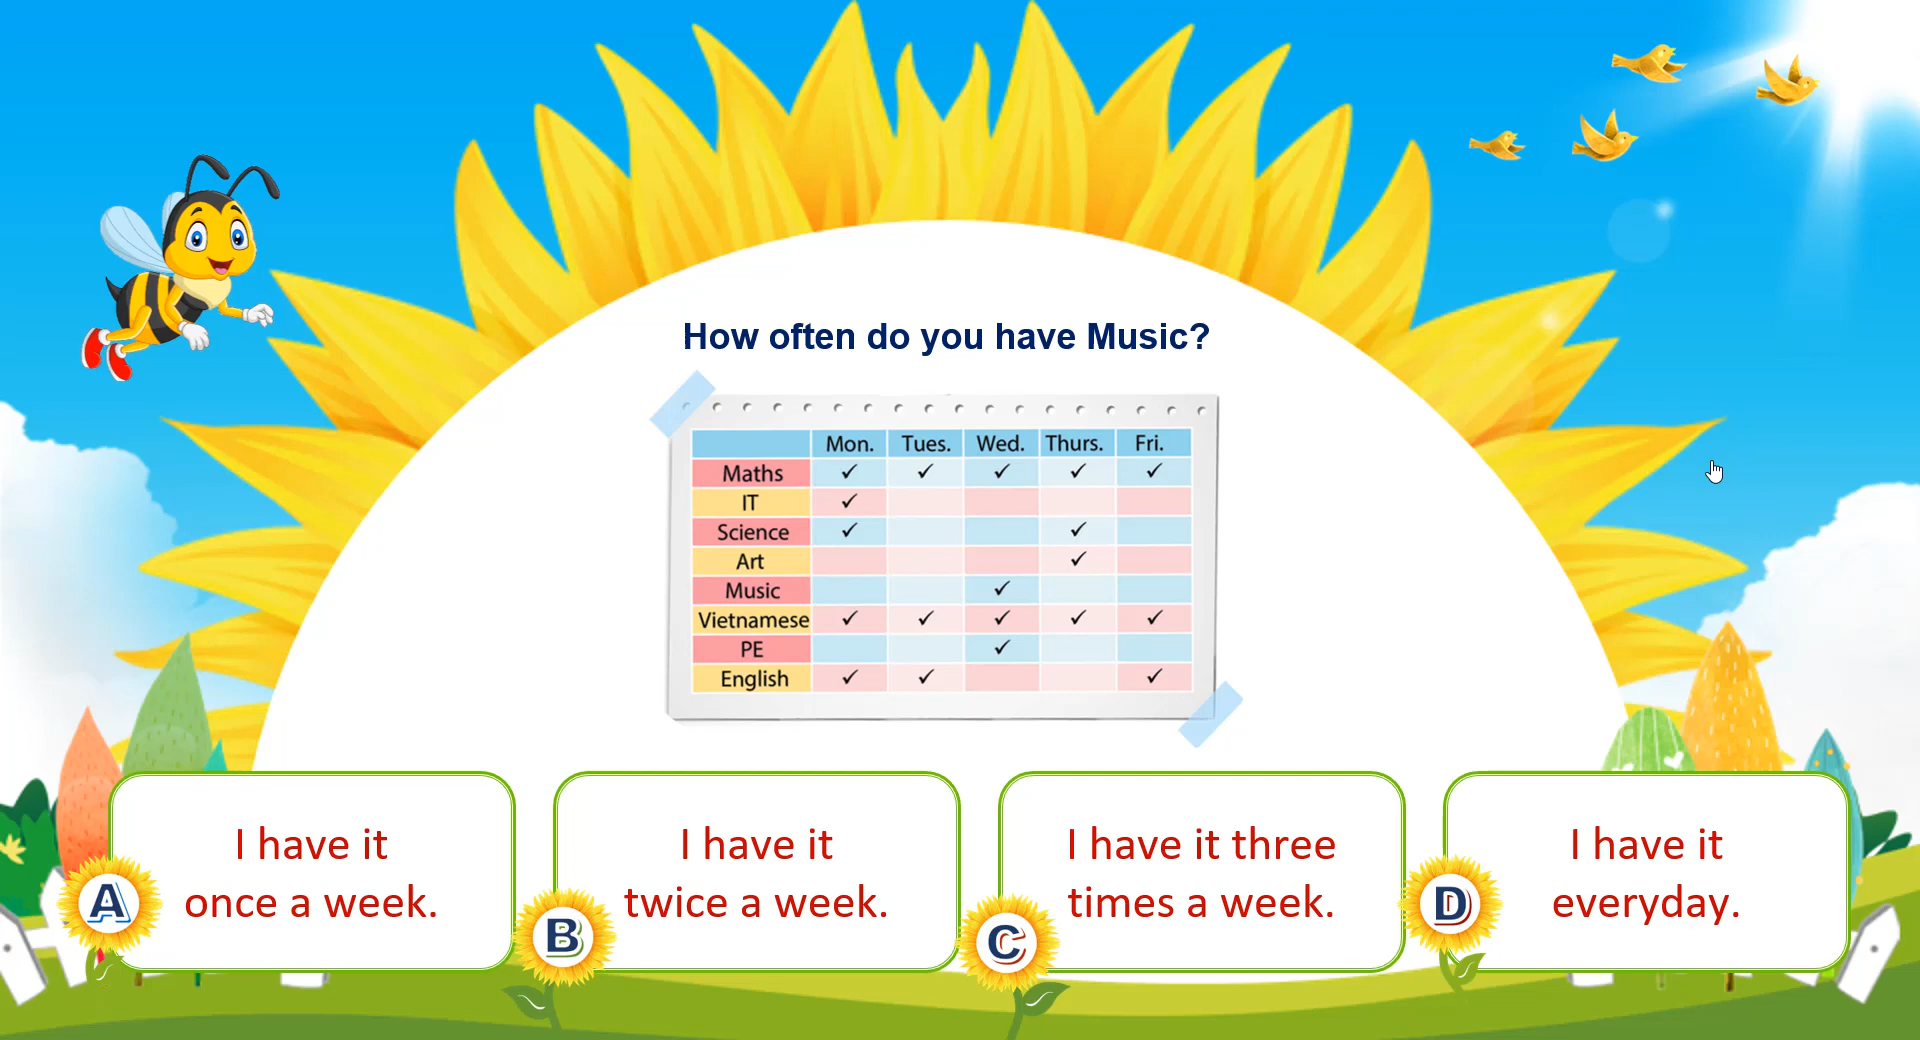 How often do you have Music?
Mon. Tues. Wed. Thurs. Fri.
Maths ✓ ✓ ✓ ✓ ✓
IT ✓
Science ✓ ✓
Art ✓
Music ✓
Vietnamese ✓ ✓ ✓ ✓ ✓
PE ✓
English ✓ ✓ ✓
A
I have it
once a week.
B
I have it
twice a week.
C
I have it three
times a week.
D
I have it
everyday.